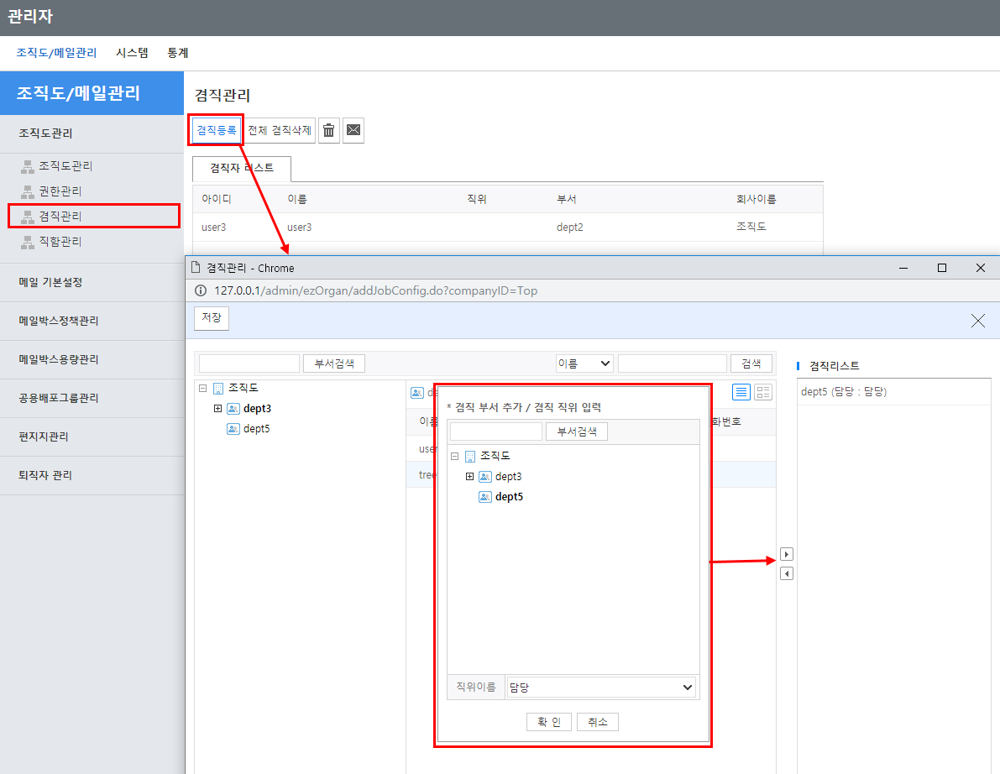 관리자
조직도/메일관리 시스템 통계
조직도/메일관리
조직도관리
조직도관리
권한관리
겸직관리
직함관리
메일 기본설정
메일박스정책관리
메일박스용량관리
공용배포그룹관리
편지지관리
퇴직자 관리
겸직관리
겸직등록 전체 겸직삭제
겸직자 리스트
아이디 이름 직위 부서 회사이름
user3 user3 dept2 조직도
겸직관리 - Chrome
127.0.0.1/admin/ezOrgan/addJobConfig.do?companyID=Top
저장
부서검색 이름 검색
조직도
dept3
dept5
de
이름 화번호
user
tree
* 겸직 부서 추가 / 겸직 직위 입력
부서검색
조직도
dept3
dept5
직위이름 담당
확 인 취소
겸직리스트
dept5 (담당 : 담당)